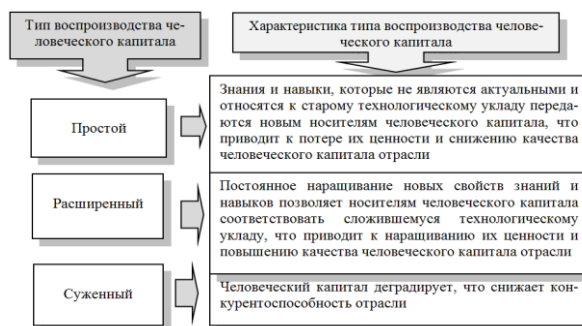 Тип воспроизводства че-
ловеческого капитала
Характеристика типа воспроизводства челове-
ческого капитала
Простой
Знания и навыки, которые не являются актуальными и
относятся к старому технологическому укладу переда-
ются новым носителям человеческого капитала, что
приводит к потере их ценности и снижению качества
человеческого капитала отрасли
Расширенный
Постоянное наращивание новых свойств знаний и
навыков позволяет носителям человеческого капитала
соответствовать сложившемуся технологическому
укладу, что приводит к наращиванию их ценности и
повышению качества человеческого капитала отрасли
Суженный
Человеческий капитал деградирует, что снижает кон-
курентоспособность отрасли